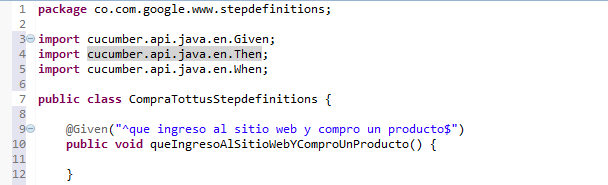 1 package co.com.google.www.stepdefinitions;
2
3 import cucumber.api.java.en.Given;
4 import cucumber.api.java.en.Then;
5 import cucumber.api.java.en.When;
6
7 public class CompraTottusStepdefinitions {
8
9 @Given("^que ingreso al sitio web y compro un producto$")
10 public void queIngresoAlSitioWebYComproUnProducto() {
11
12 }